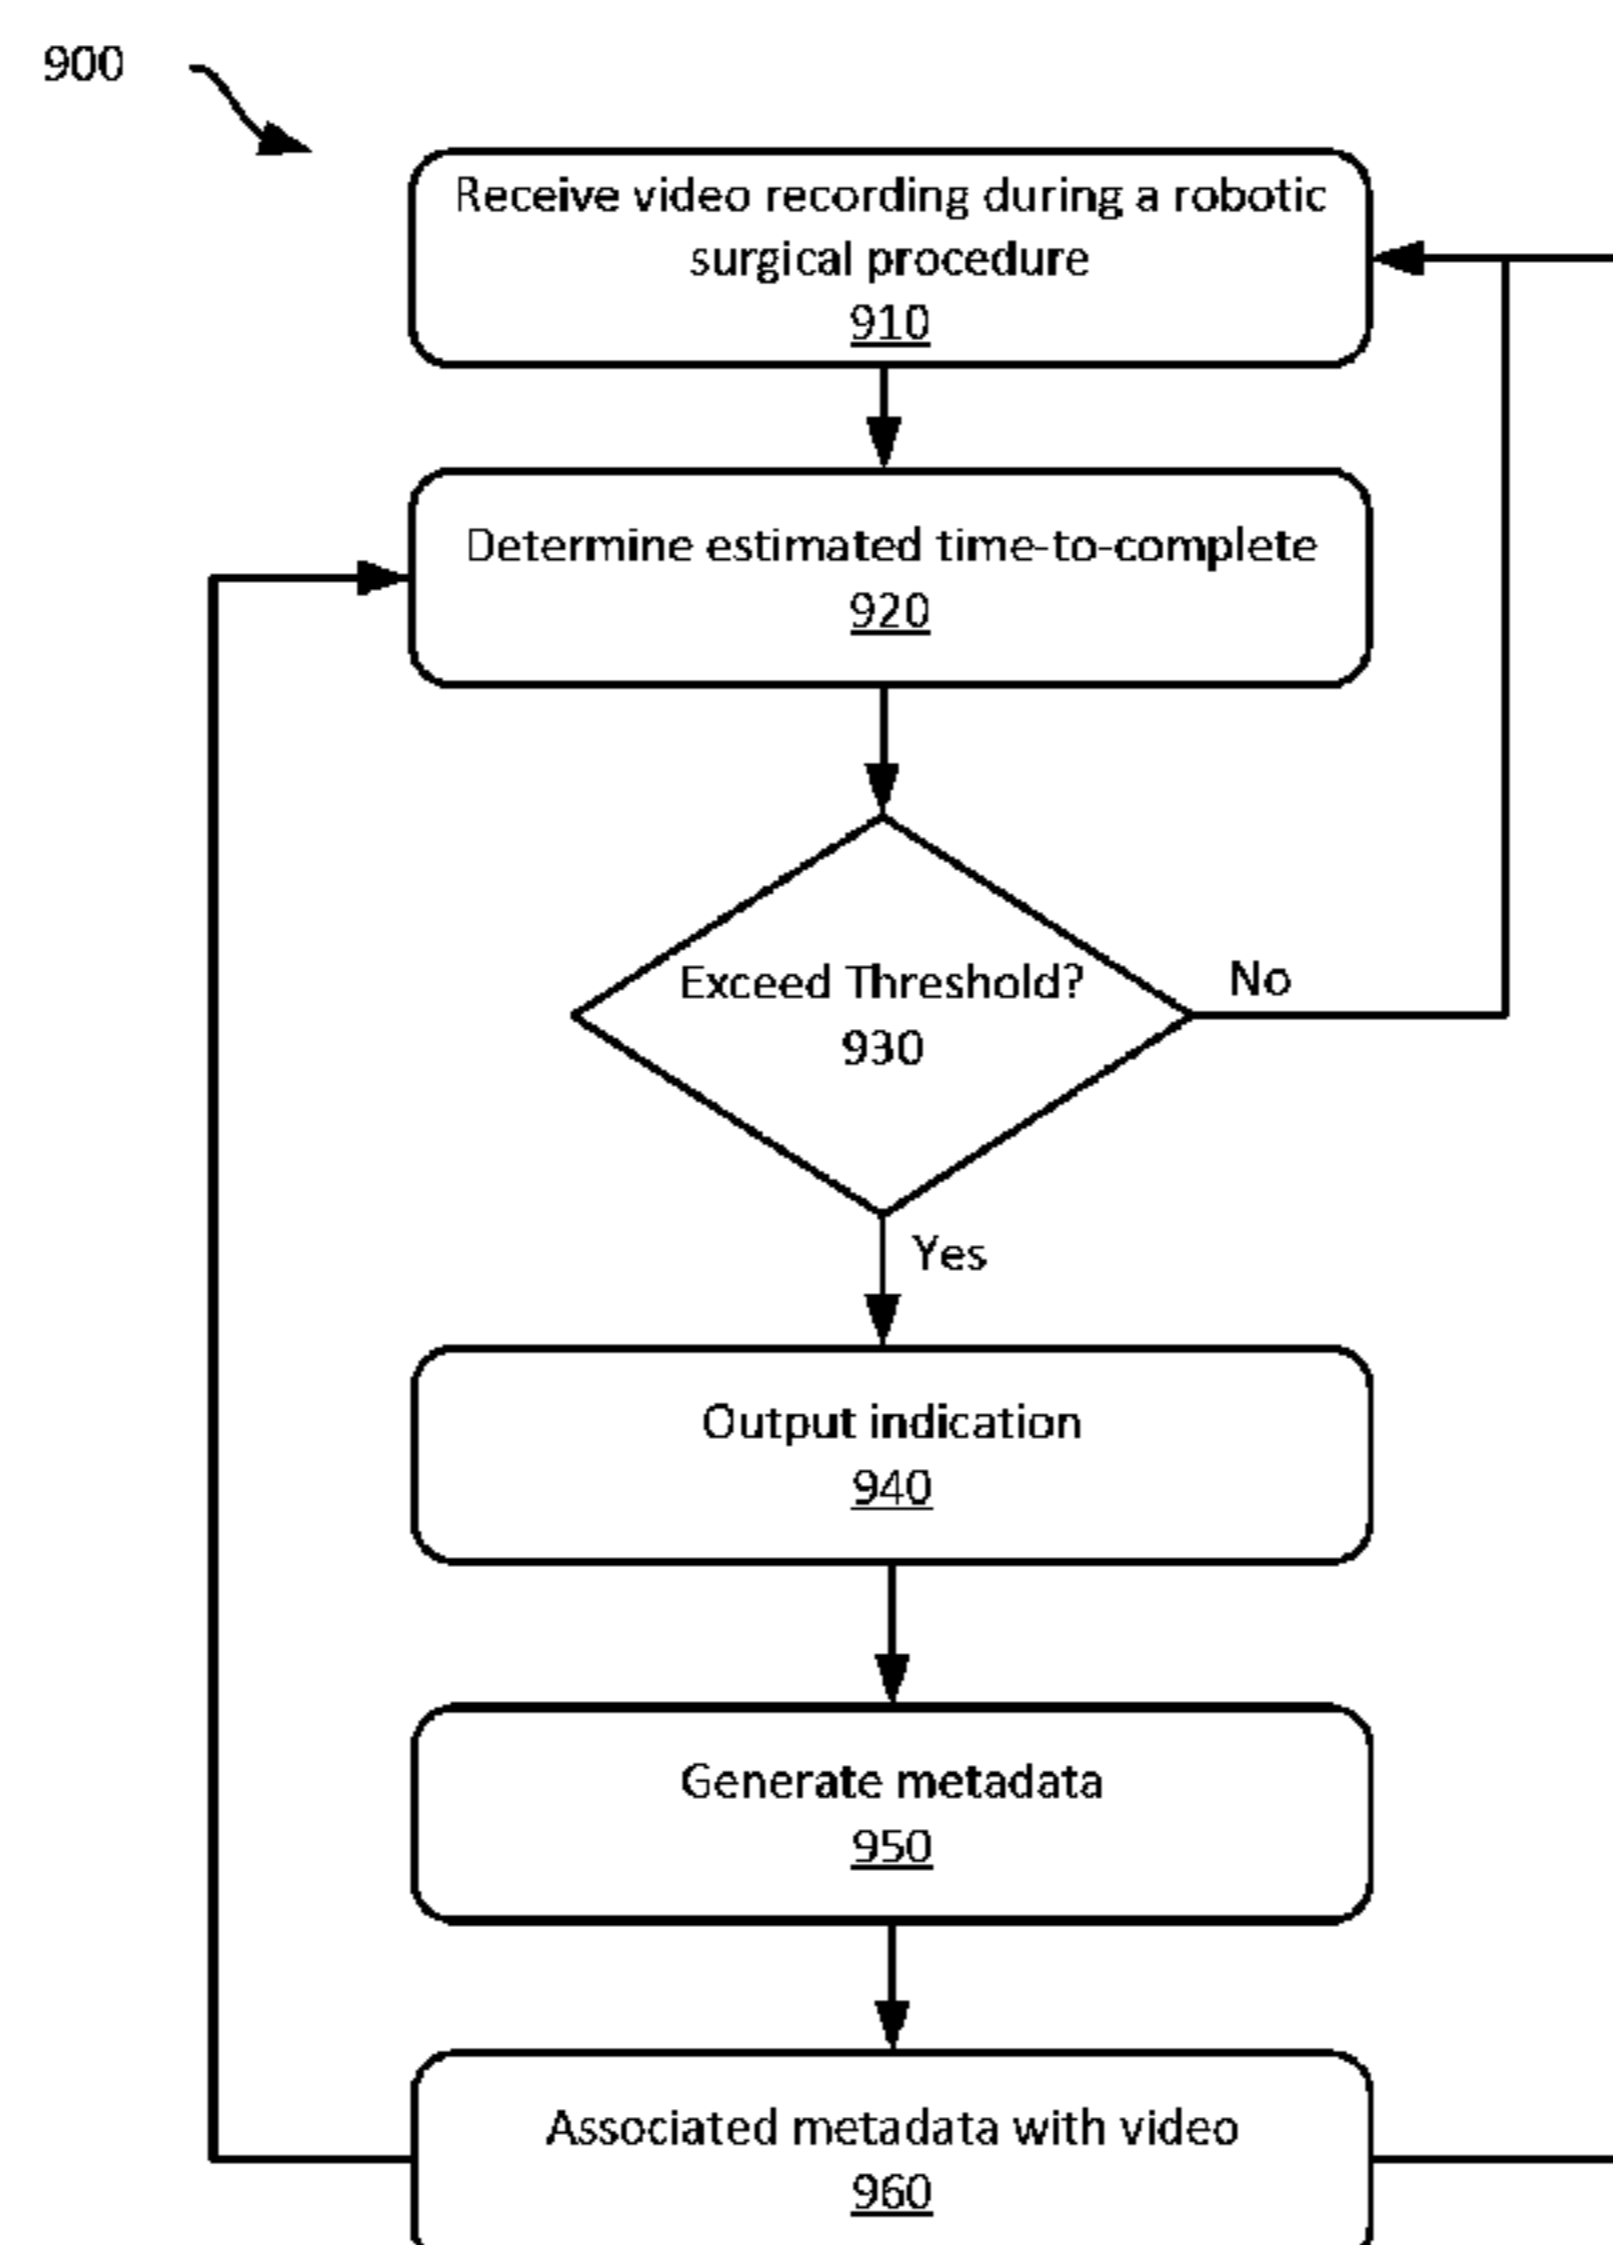 900
Receive video recording during a robotic
surgical procedure
910
Determine estimated time-to-complete
920
Exceed Threshold?
930
No
Yes
Output indication
940
Generate metadata
950
Associated metadata with video
960